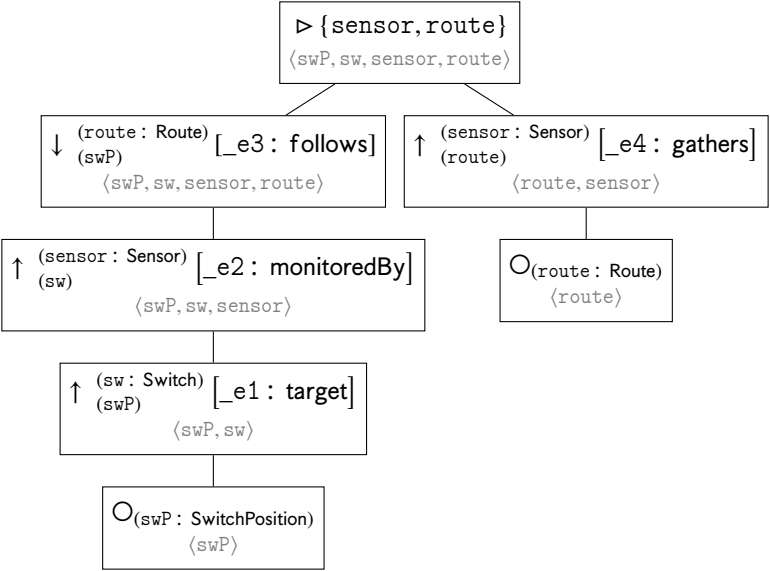 ▷{sensor, route}
⟨swP, sw, sensor, route⟩
↓ (route: Route) (swP) [_e3: follows]
⟨swP, sw, sensor, route⟩
↑ (sensor: Sensor) (route) [_e4: gathers]
⟨route, sensor⟩
↑ (sensor: Sensor) (sw) [_e2: monitoredBy]
⟨swP, sw, sensor⟩
○(route: Route)
⟨route⟩
↑ (sw: Switch) (swP) [_e1: target]
⟨swP, sw⟩
○(swP: SwitchPosition)
⟨swP⟩